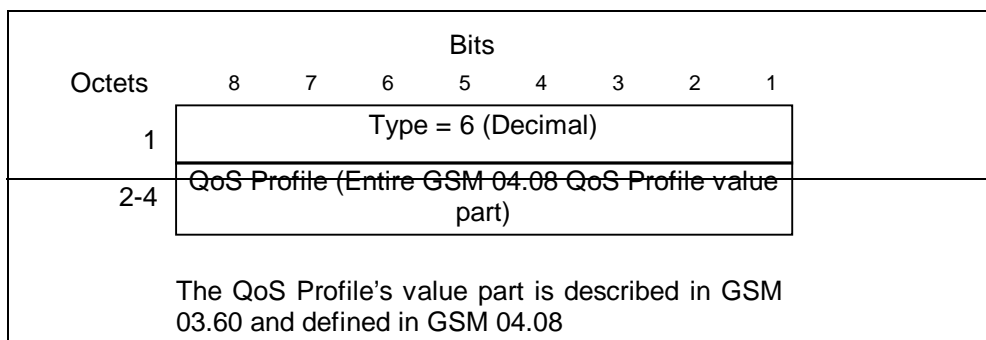 Bits
Octets 8 7 6 5 4 3 2 1
1 Type = 6 (Decimal)
2-4 QoS Profile (Entire GSM 04.08 QoS Profile value
part)
The QoS Profile's value part is described in GSM
03.60 and defined in GSM 04.08